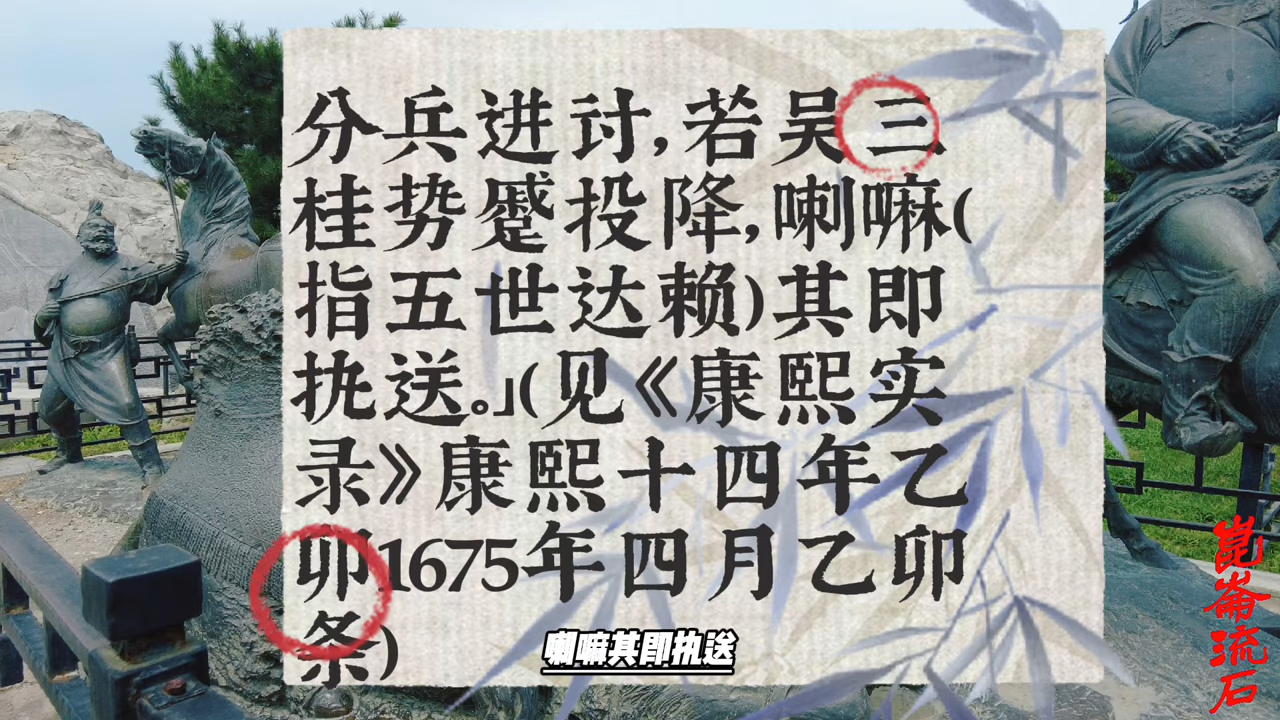 分兵进讨,若吴三
桂势蹙投降,喇嘛(
指五世达赖)其即
执送。」(见《康熙实
录》康熙十四年乙
卯1675年四月乙卯
条)
喇嘛其即执送
崑崙流石